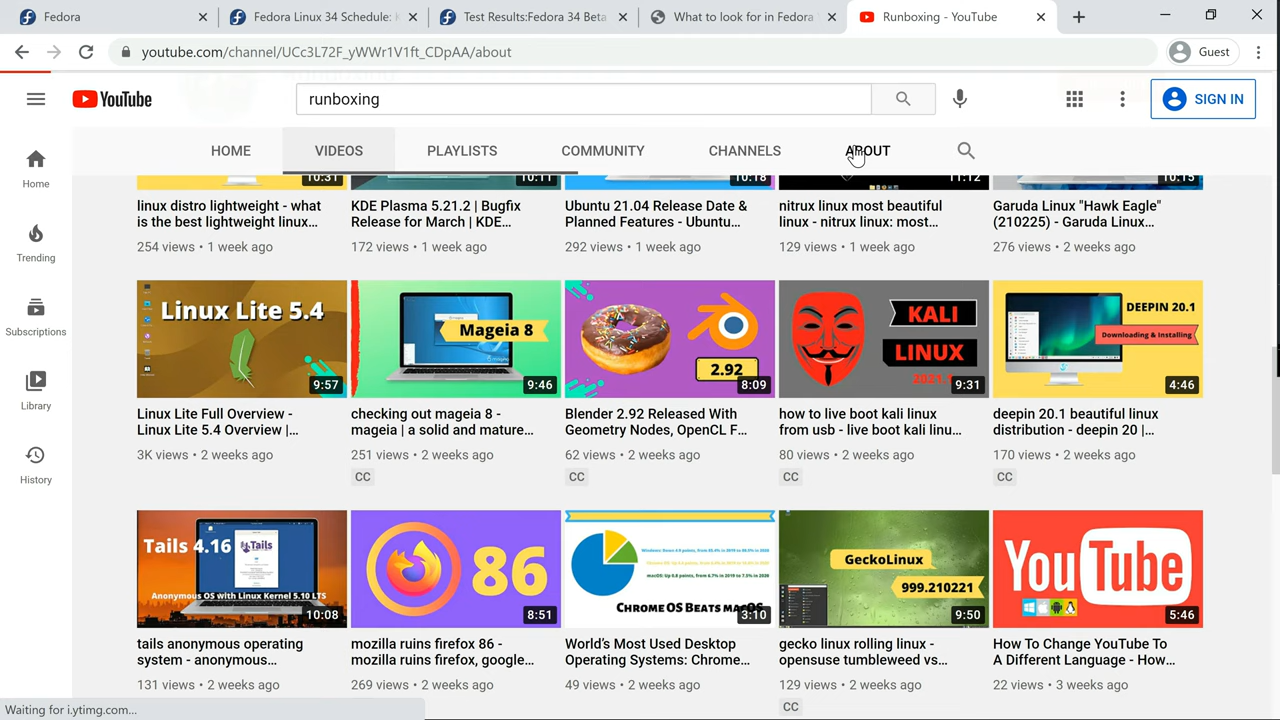 Fedora
Fedora Linux 34 Schedule: K
Test Results:Fedora 34 Beta
What to look for in Fedora
Runboxing - YouTube
youtube.com/channel/UCc3L72F_yWWr1V1ft_CDpAA/about
Guest
YouTube
runboxing
SIGN IN
HOME
VIDEOS
PLAYLISTS
COMMUNITY
CHANNELS
ABOUT
Home
Trending
Subscriptions
Library
History
10:31
10:11
10:18
11:12
10:15
linux distro lightweight - what
is the best lightweight linux...
254 views • 1 week ago
KDE Plasma 5.21.2 | Bugfix
Release for March | KDE...
172 views • 1 week ago
Ubuntu 21.04 Release Date &
Planned Features - Ubuntu...
292 views • 1 week ago
nitrux linux most beautiful
linux - nitrux linux: most...
129 views • 1 week ago
Garuda Linux "Hawk Eagle"
(210225) - Garuda Linux...
276 views • 2 weeks ago
Linux Lite 5.4
9:57
Mageia 8
9:46
2.92
8:09
KALI
LINUX
2021.1
9:31
DEEPIN 20.1
Downloading & Installing
4:46
Linux Lite Full Overview -
Linux Lite 5.4 Overview |...
3K views • 2 weeks ago
checking out mageia 8 -
mageia | a solid and mature...
251 views • 2 weeks ago
CC
Blender 2.92 Released With
Geometry Nodes, OpenCL F...
62 views • 2 weeks ago
CC
how to live boot kali linux
from usb - live boot kali linu...
80 views • 2 weeks ago
CC
deepin 20.1 beautiful linux
distribution - deepin 20 |...
170 views • 2 weeks ago
CC
Tails 4.16
Tails
Anonymous OS with Linux Kernel 5.10 LTS
10:08
86
8:51
Chrome OS Beats macOS
3:10
GeckoLinux
999.210221
9:50
YouTube
5:46
tails anonymous operating
system - anonymous...
131 views • 2 weeks ago
mozilla ruins firefox 86 -
mozilla ruins firefox, google...
269 views • 2 weeks ago
World's Most Used Desktop
Operating Systems: Chrome...
49 views • 2 weeks ago
gecko linux rolling linux -
opensuse tumbleweed vs...
129 views • 2 weeks ago
CC
How To Change YouTube To
A Different Language - How...
22 views • 3 weeks ago
Waiting for i.ytimg.com...